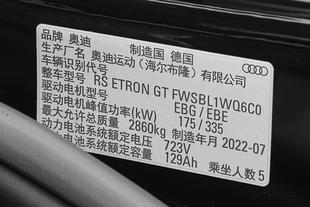 品牌 奥迪 制造国 德国
生产厂名 奥迪运动（海尔布隆）有限公司
车辆识别代号
整车型号 RS ETRON GT FWSBL1WQ6C0
驱动电机型号 EBG / EBE
驱动电机峰值功率(kW) 175 / 335
最大允许总质量 2860kg 制造年月 2022-07
动力电池系统额定电压 723V
动力电池系统额定容量 129Ah 乘坐人数 5